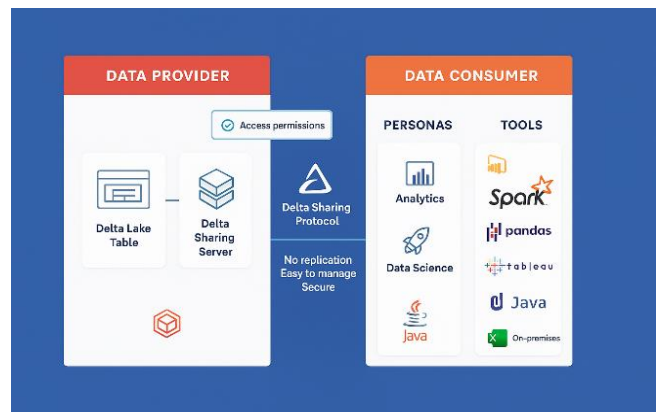 DATA PROVIDER
Access permissions
Delta Lake
Table
Delta
Sharing
Server
Delta Sharing
Protocol
No replication
Easy to manage
Secure
DATA CONSUMER
PERSONAS
Analytics
Data Science
Java
TOOLS
Spark
pandas
+tableau
Java
On-premises